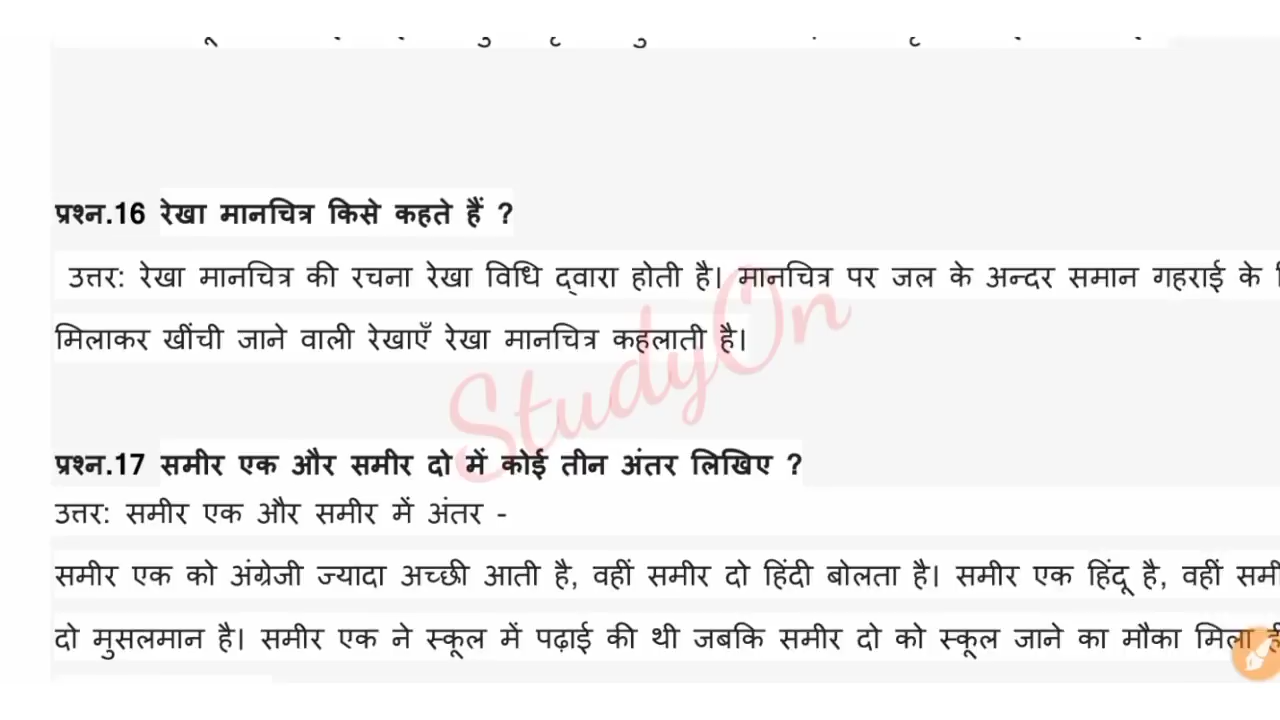 प्रश्न.16 रेखा मानचित्र किसे कहते हैं ?
उत्तर: रेखा मानचित्र की रचना रेखा विधि द्वारा होती है। मानचित्र पर जल के अन्दर समान गहराई के
मिलाकर खींची जाने वाली रेखाएँ रेखा मानचित्र कहलाती है।
StudyOn
प्रश्न.17 समीर एक और समीर दो में कोई तीन अंतर लिखिए ?
उत्तर: समीर एक और समीर में अंतर -
समीर एक को अंग्रेजी ज्यादा अच्छी आती है, वहीं समीर दो हिंदी बोलता है। समीर एक हिंदू है, वहीं
दो मुसलमान है। समीर एक ने स्कूल में पढ़ाई की थी जबकि समीर दो को स्कूल जाने का मौका मिला